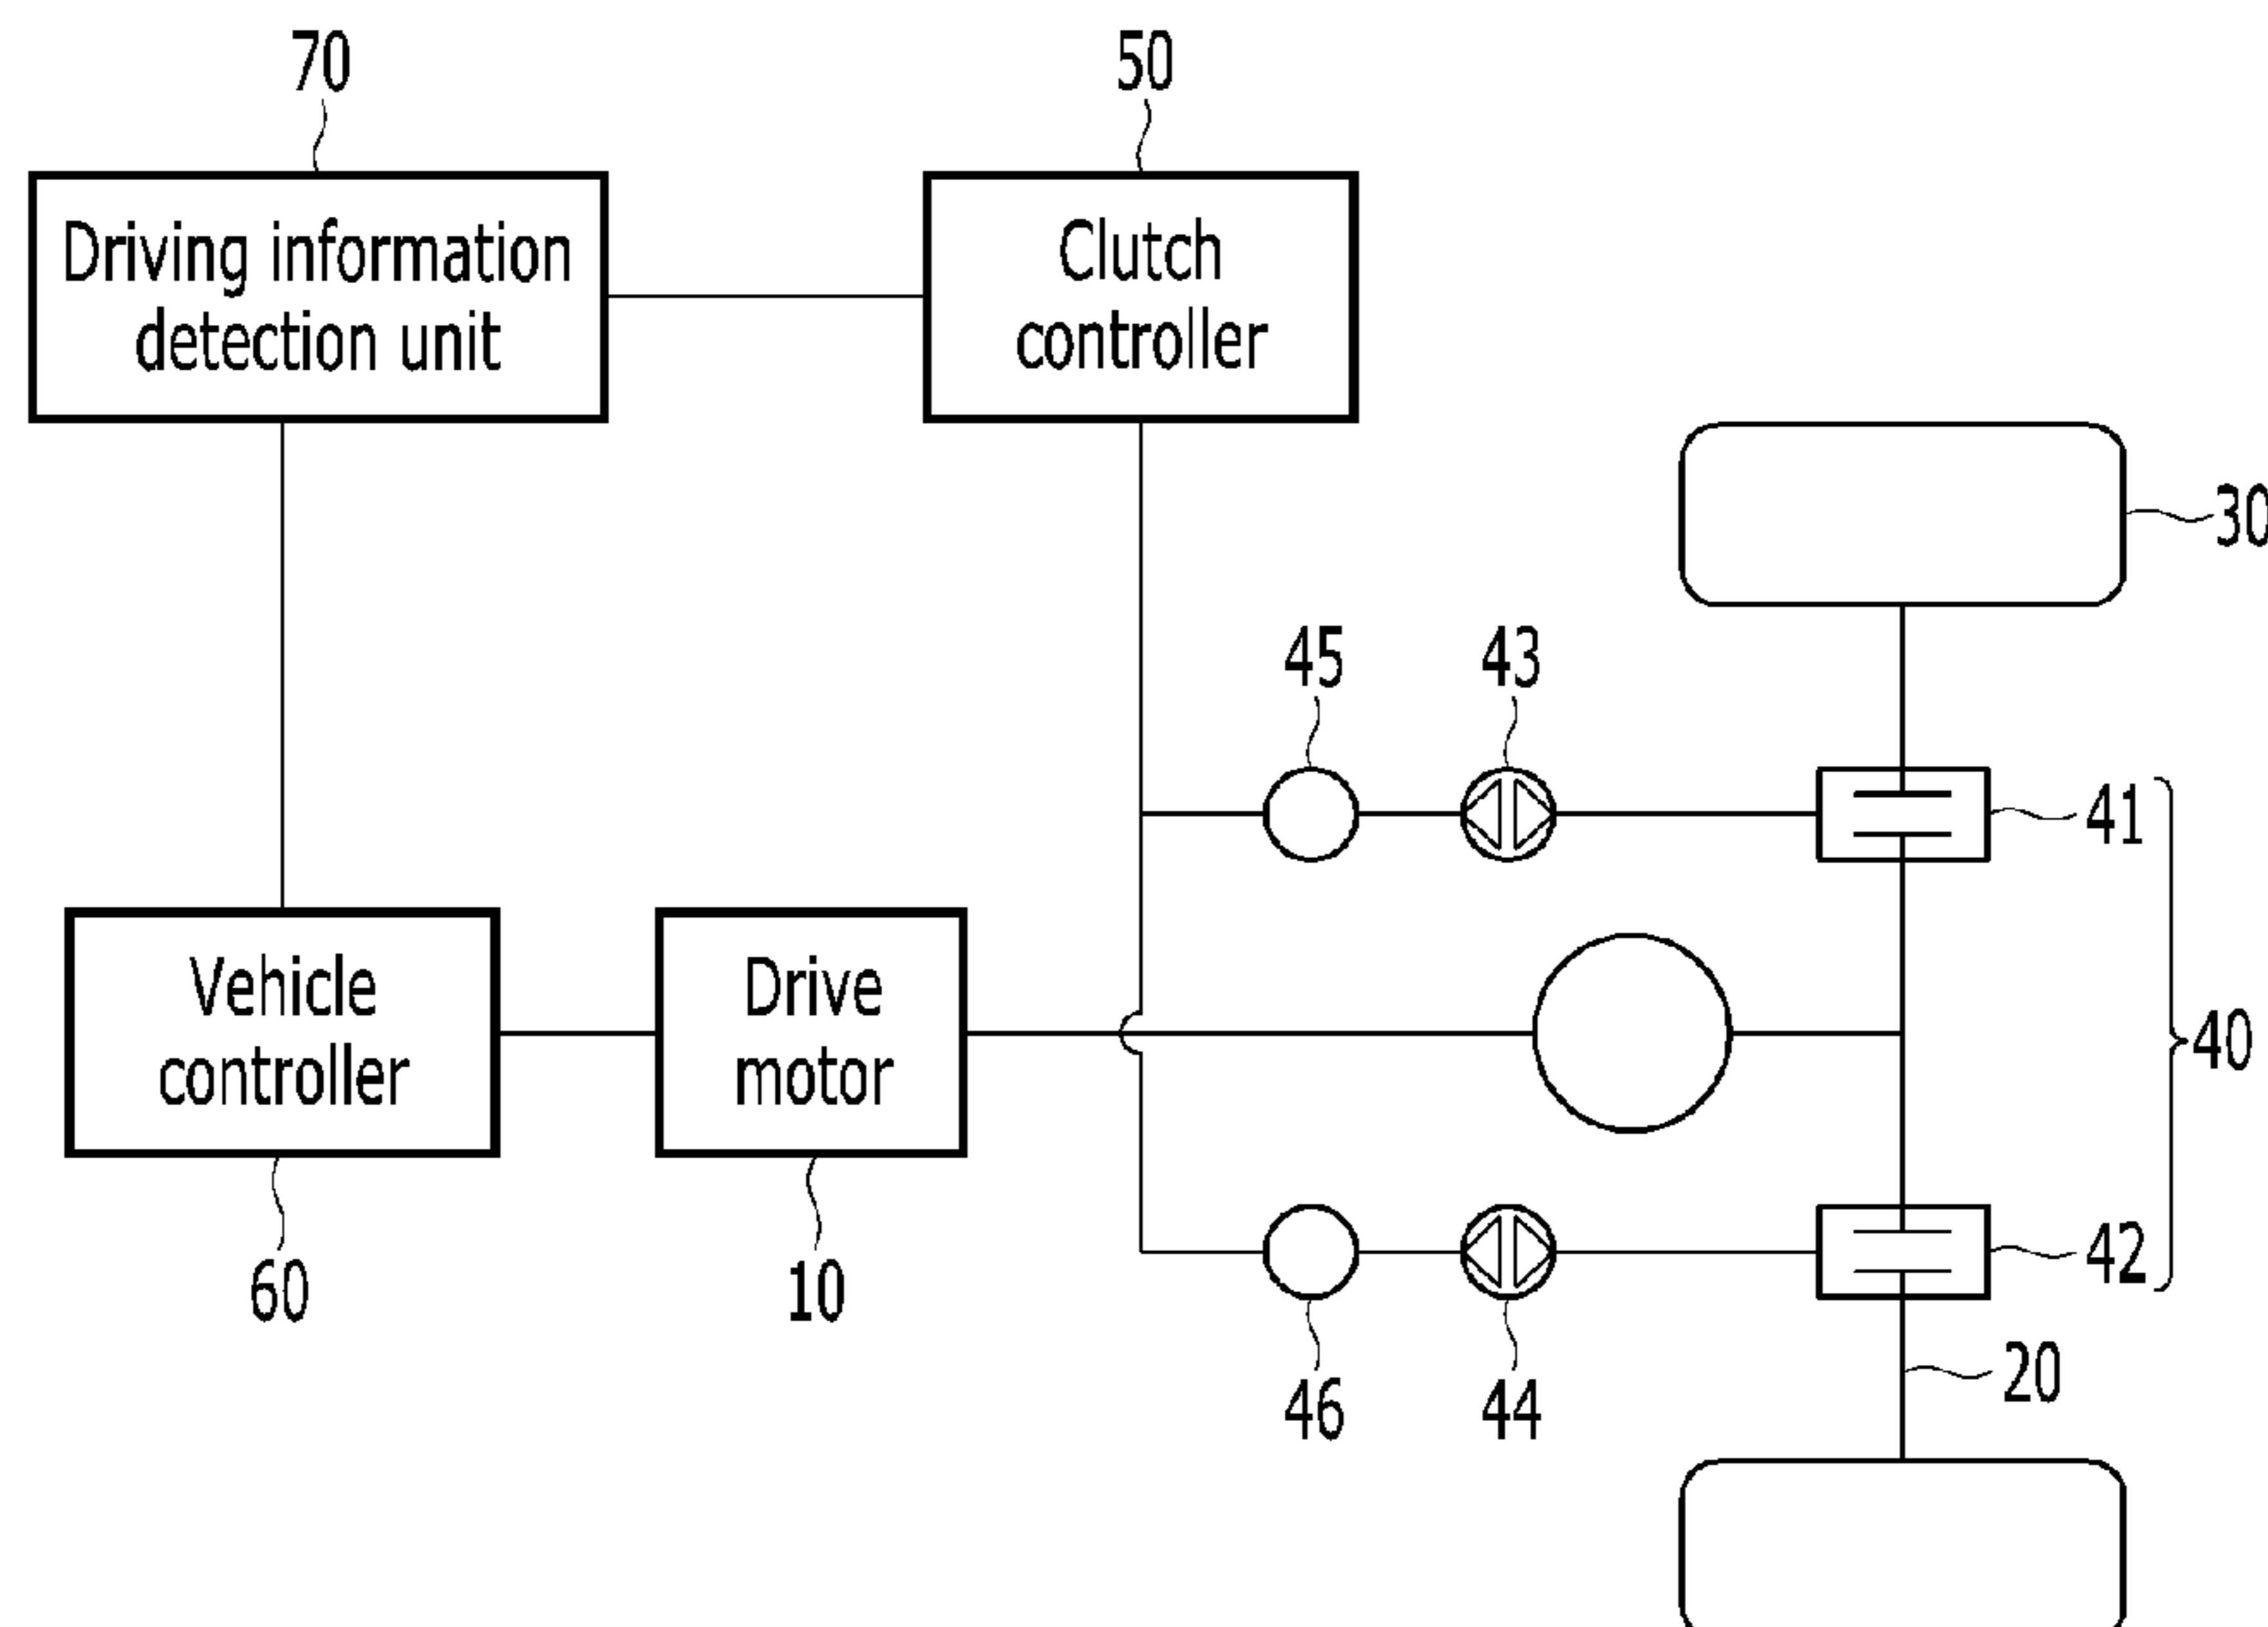 70
50
Driving information
detection unit
Clutch
controller
30
45
43
41
40
Vehicle
controller
Drive
motor
42
60
10
46
44
20